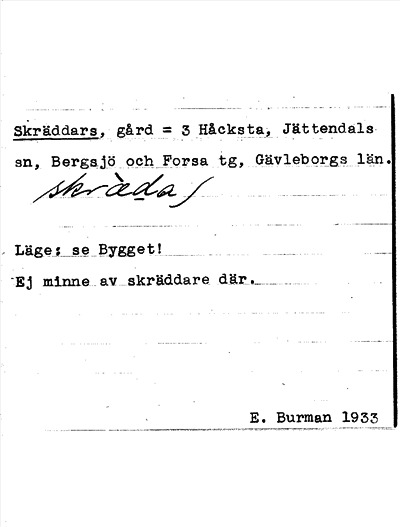 Skräddars, gård = 3 Håcksta, Jättendals
sn, Bergsjö och Forsa tg, Gävleborgs län.
skrὰda/
Läge: se Bygget!
Ej minne av skräddare där.
E. Burman 1933